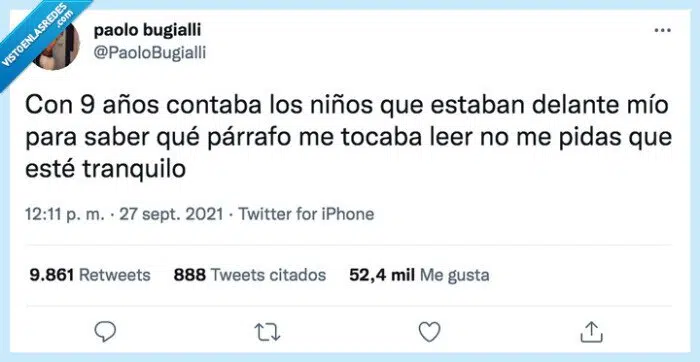 VISTOENLASREDES
.com
paolo bugialli
@PaoloBugialli
Con 9 años contaba los niños que estaban delante mío
para saber qué párrafo me tocaba leer no me pidas que
esté tranquilo
12:11 p. m. · 27 sept. 2021 · Twitter for iPhone
9.861 Retweets 888 Tweets citados 52,4 mil Me gusta